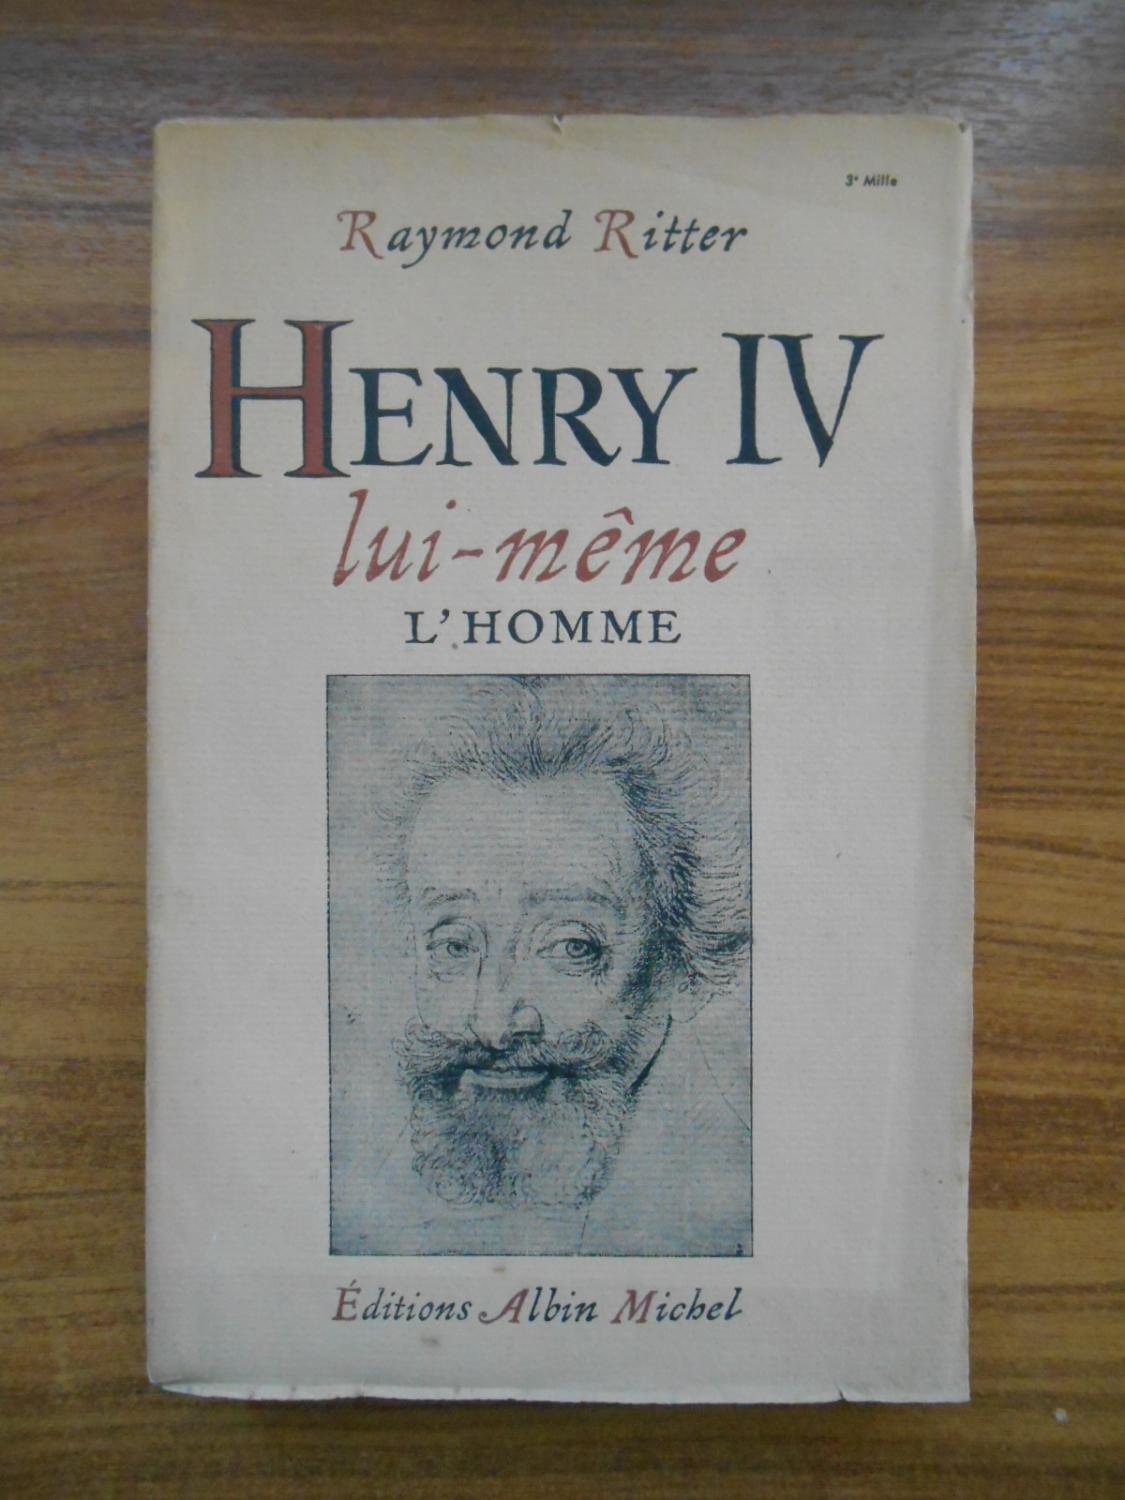 3e Mille
Raymond Ritter
HENRY IV
lui-même
L'HOMME
Éditions Albin Michel